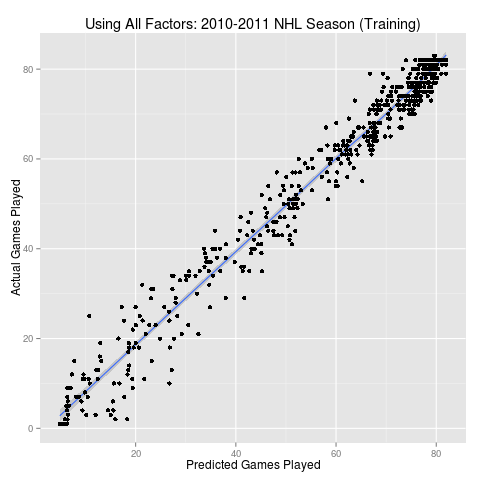 Using All Factors: 2010-2011 NHL Season (Training)
80
60
40
20
0
Actual Games Played
20 40 60 80
Predicted Games Played